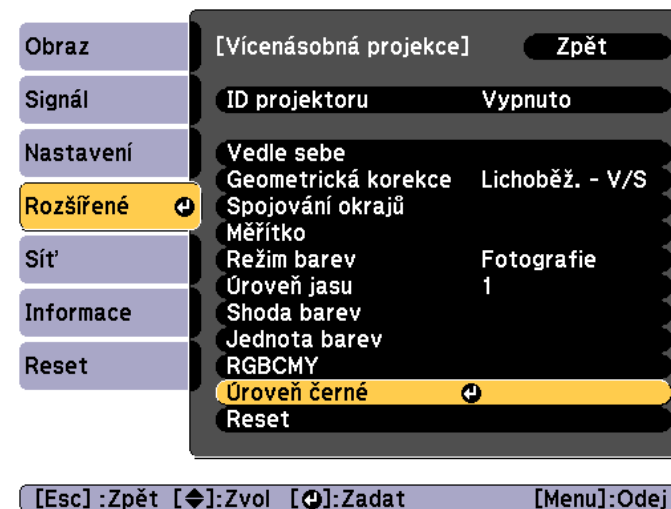 Obraz
Signál
Nastavení
Rozšířené
Síť
Informace
Reset
[Vícenásobná projekce] Zpět
ID projektoru Vypnuto
Vedle sebe
Geometrická korekce Lichoběž. - V/S
Spojování okrajů
Měřítko
Režim barev Fotografie
Úroveň jasu 1
Shoda barev
Jednota barev
RGBCMY
Úroveň černé
Reset
[Esc] :Zpět [◆]:Zvol [↵]:Zadat [Menu]:Odej